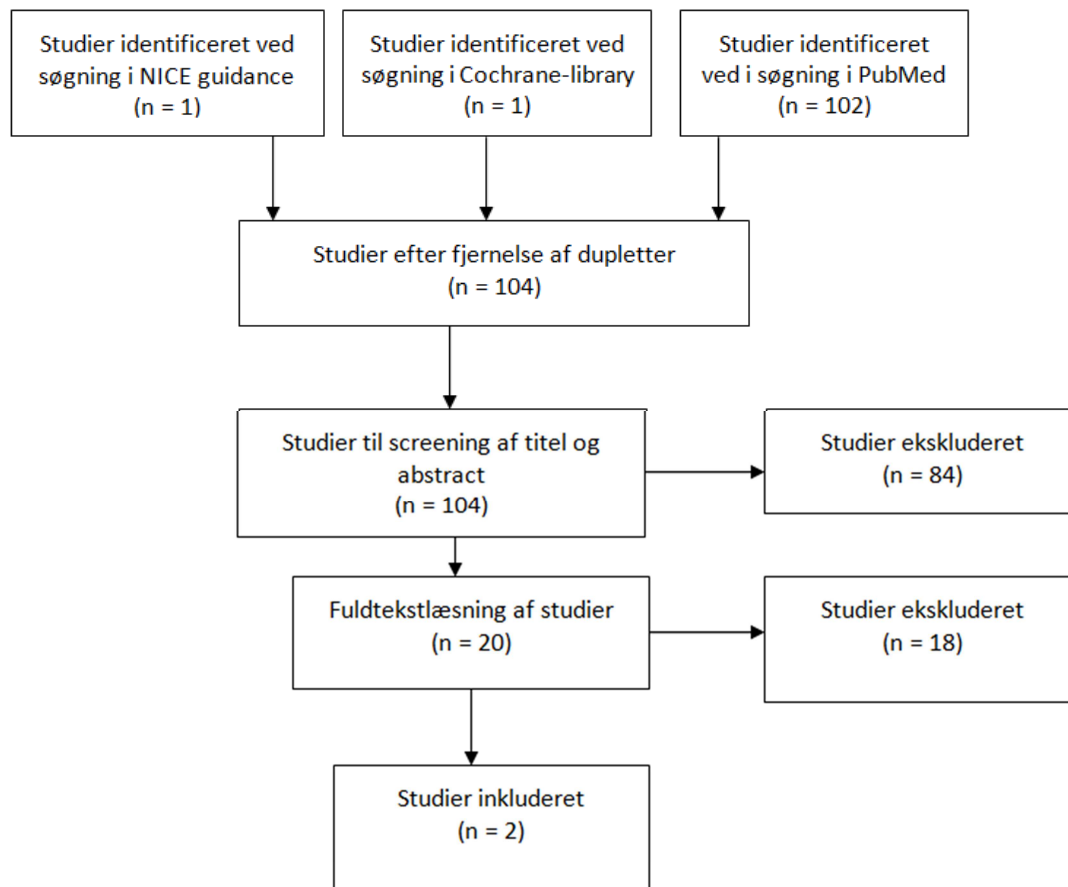 Studier identificeret ved
søgning i NICE guidance
(n = 1)
Studier identificeret ved
søgning i Cochrane-library
(n = 1)
Studier identificeret
ved i søgning i PubMed
(n = 102)
Studier efter fjernelse af dupletter
(n = 104)
Studier til screening af titel og
abstract
(n = 104)
Studier ekskluderet
(n = 84)
Fuldtekstlæsning af studier
(n = 20)
Studier ekskluderet
(n = 18)
Studier inkluderet
(n = 2)